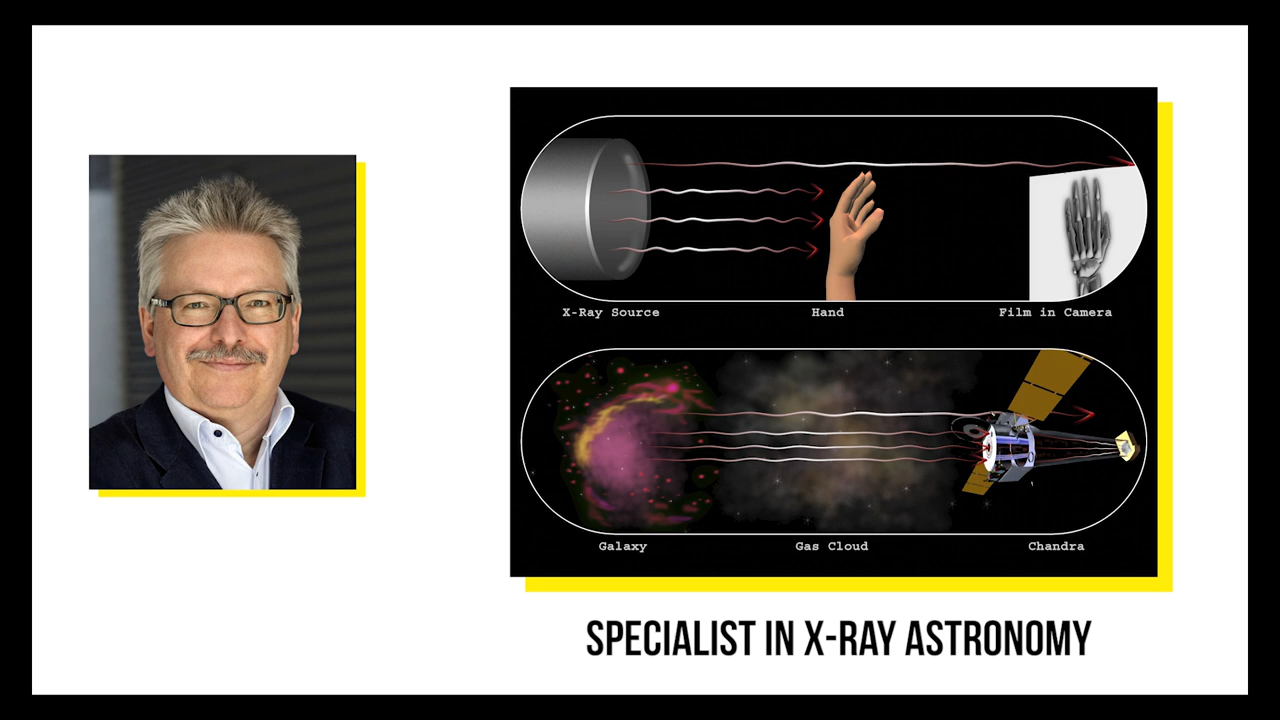 X-Ray Source
Hand
Film in Camera
Galaxy
Gas Cloud
Chandra
SPECIALIST IN X-RAY ASTRONOMY